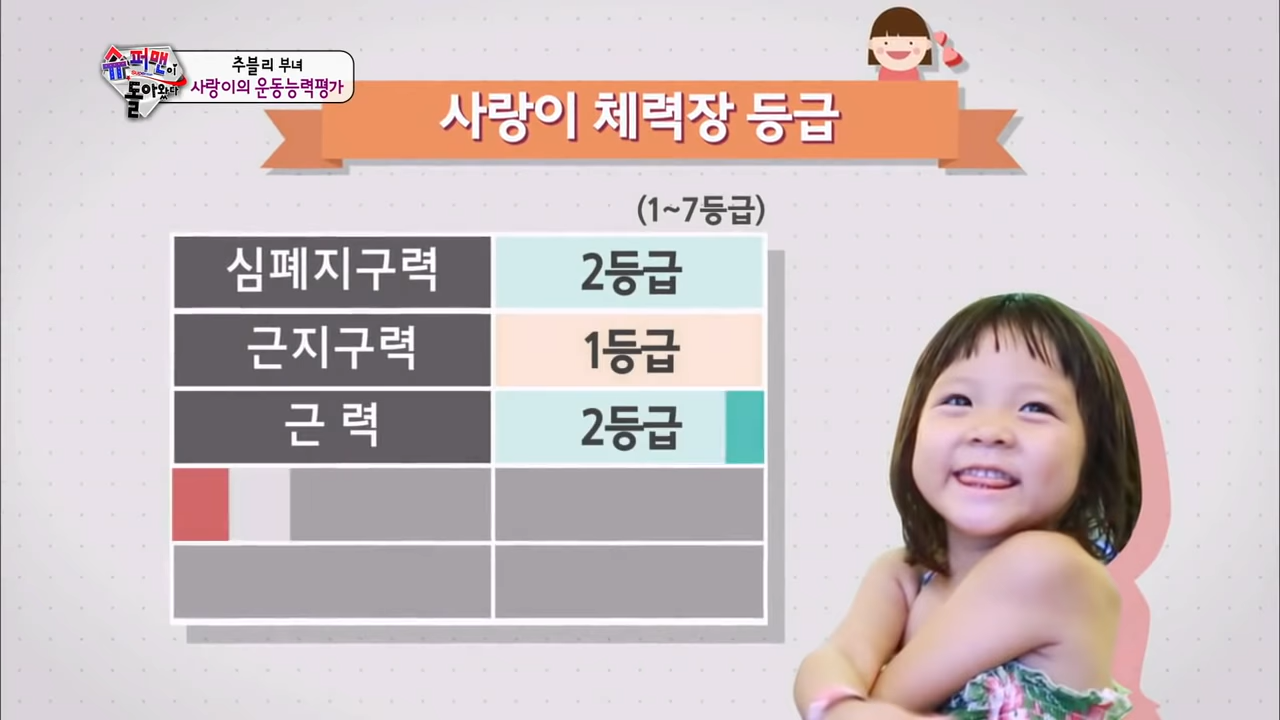 슈퍼맨이
돌아왔다
추블리 부녀
사랑이의 운동능력평가
사랑이 체력장 등급
(1~7등급)
심폐지구력 2등급
근지구력 1등급
근 력 2등급